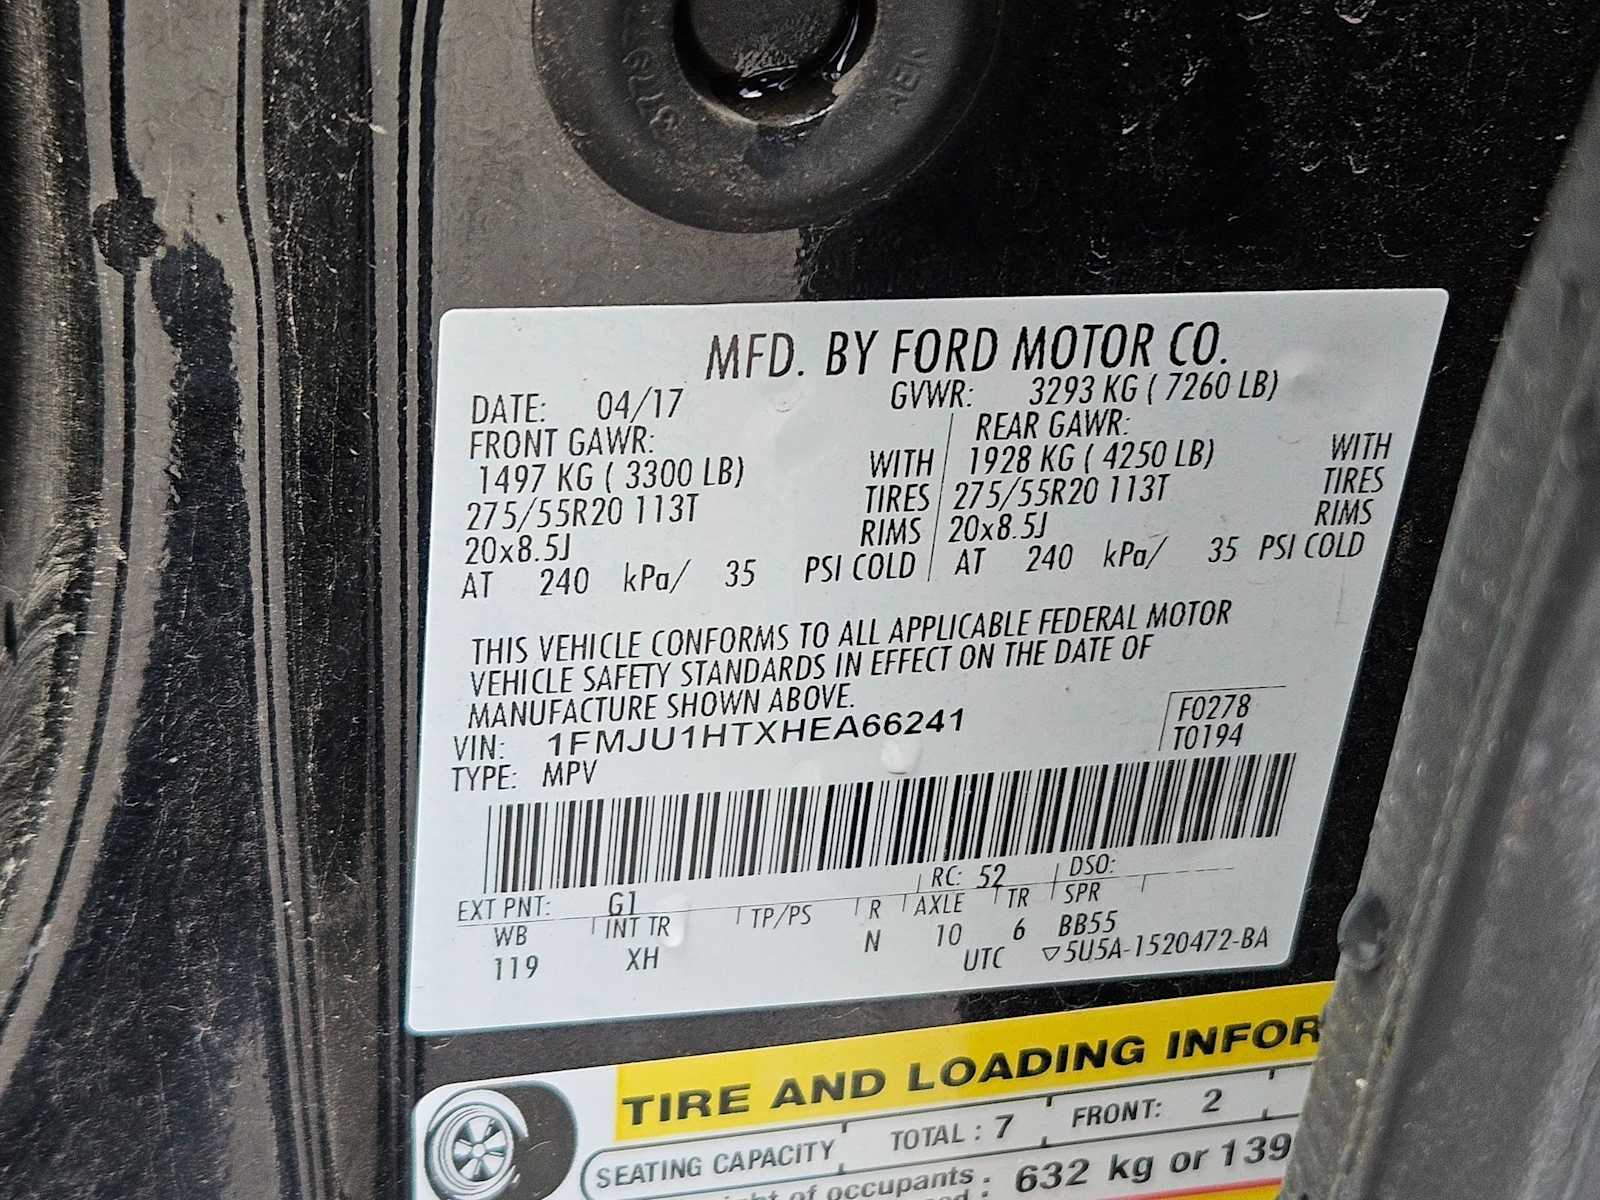 MFD. BY FORD MOTOR CO.
DATE: 04/17 GVWR: 3293 KG ( 7260 LB)
FRONT GAWR: REAR GAWR:
1497 KG ( 3300 LB) WITH 1928 KG ( 4250 LB) WITH
275/55R20 113T TIRES 275/55R20 113T TIRES
20x8.5J RIMS 20x8.5J RIMS
AT 240 kPa/ 35 PSI COLD AT 240 kPa/ 35 PSI COLD
THIS VEHICLE CONFORMS TO ALL APPLICABLE FEDERAL MOTOR
VEHICLE SAFETY STANDARDS IN EFFECT ON THE DATE OF
MANUFACTURE SHOWN ABOVE.
VIN: 1FMJU1HTXHEA66241 F0278
TYPE: MPV T0194
EXT PNT: G1 RC: 52 DSO:
WB INT TR TP/PS R AXLE TR SPR
119 XH N 10 6 BB55
UTC ▽5U5A-1520472-BA
TIRE AND LOADING INFOR
SEATING CAPACITY TOTAL : 7 FRONT: 2
of occupants : 632 kg or 139